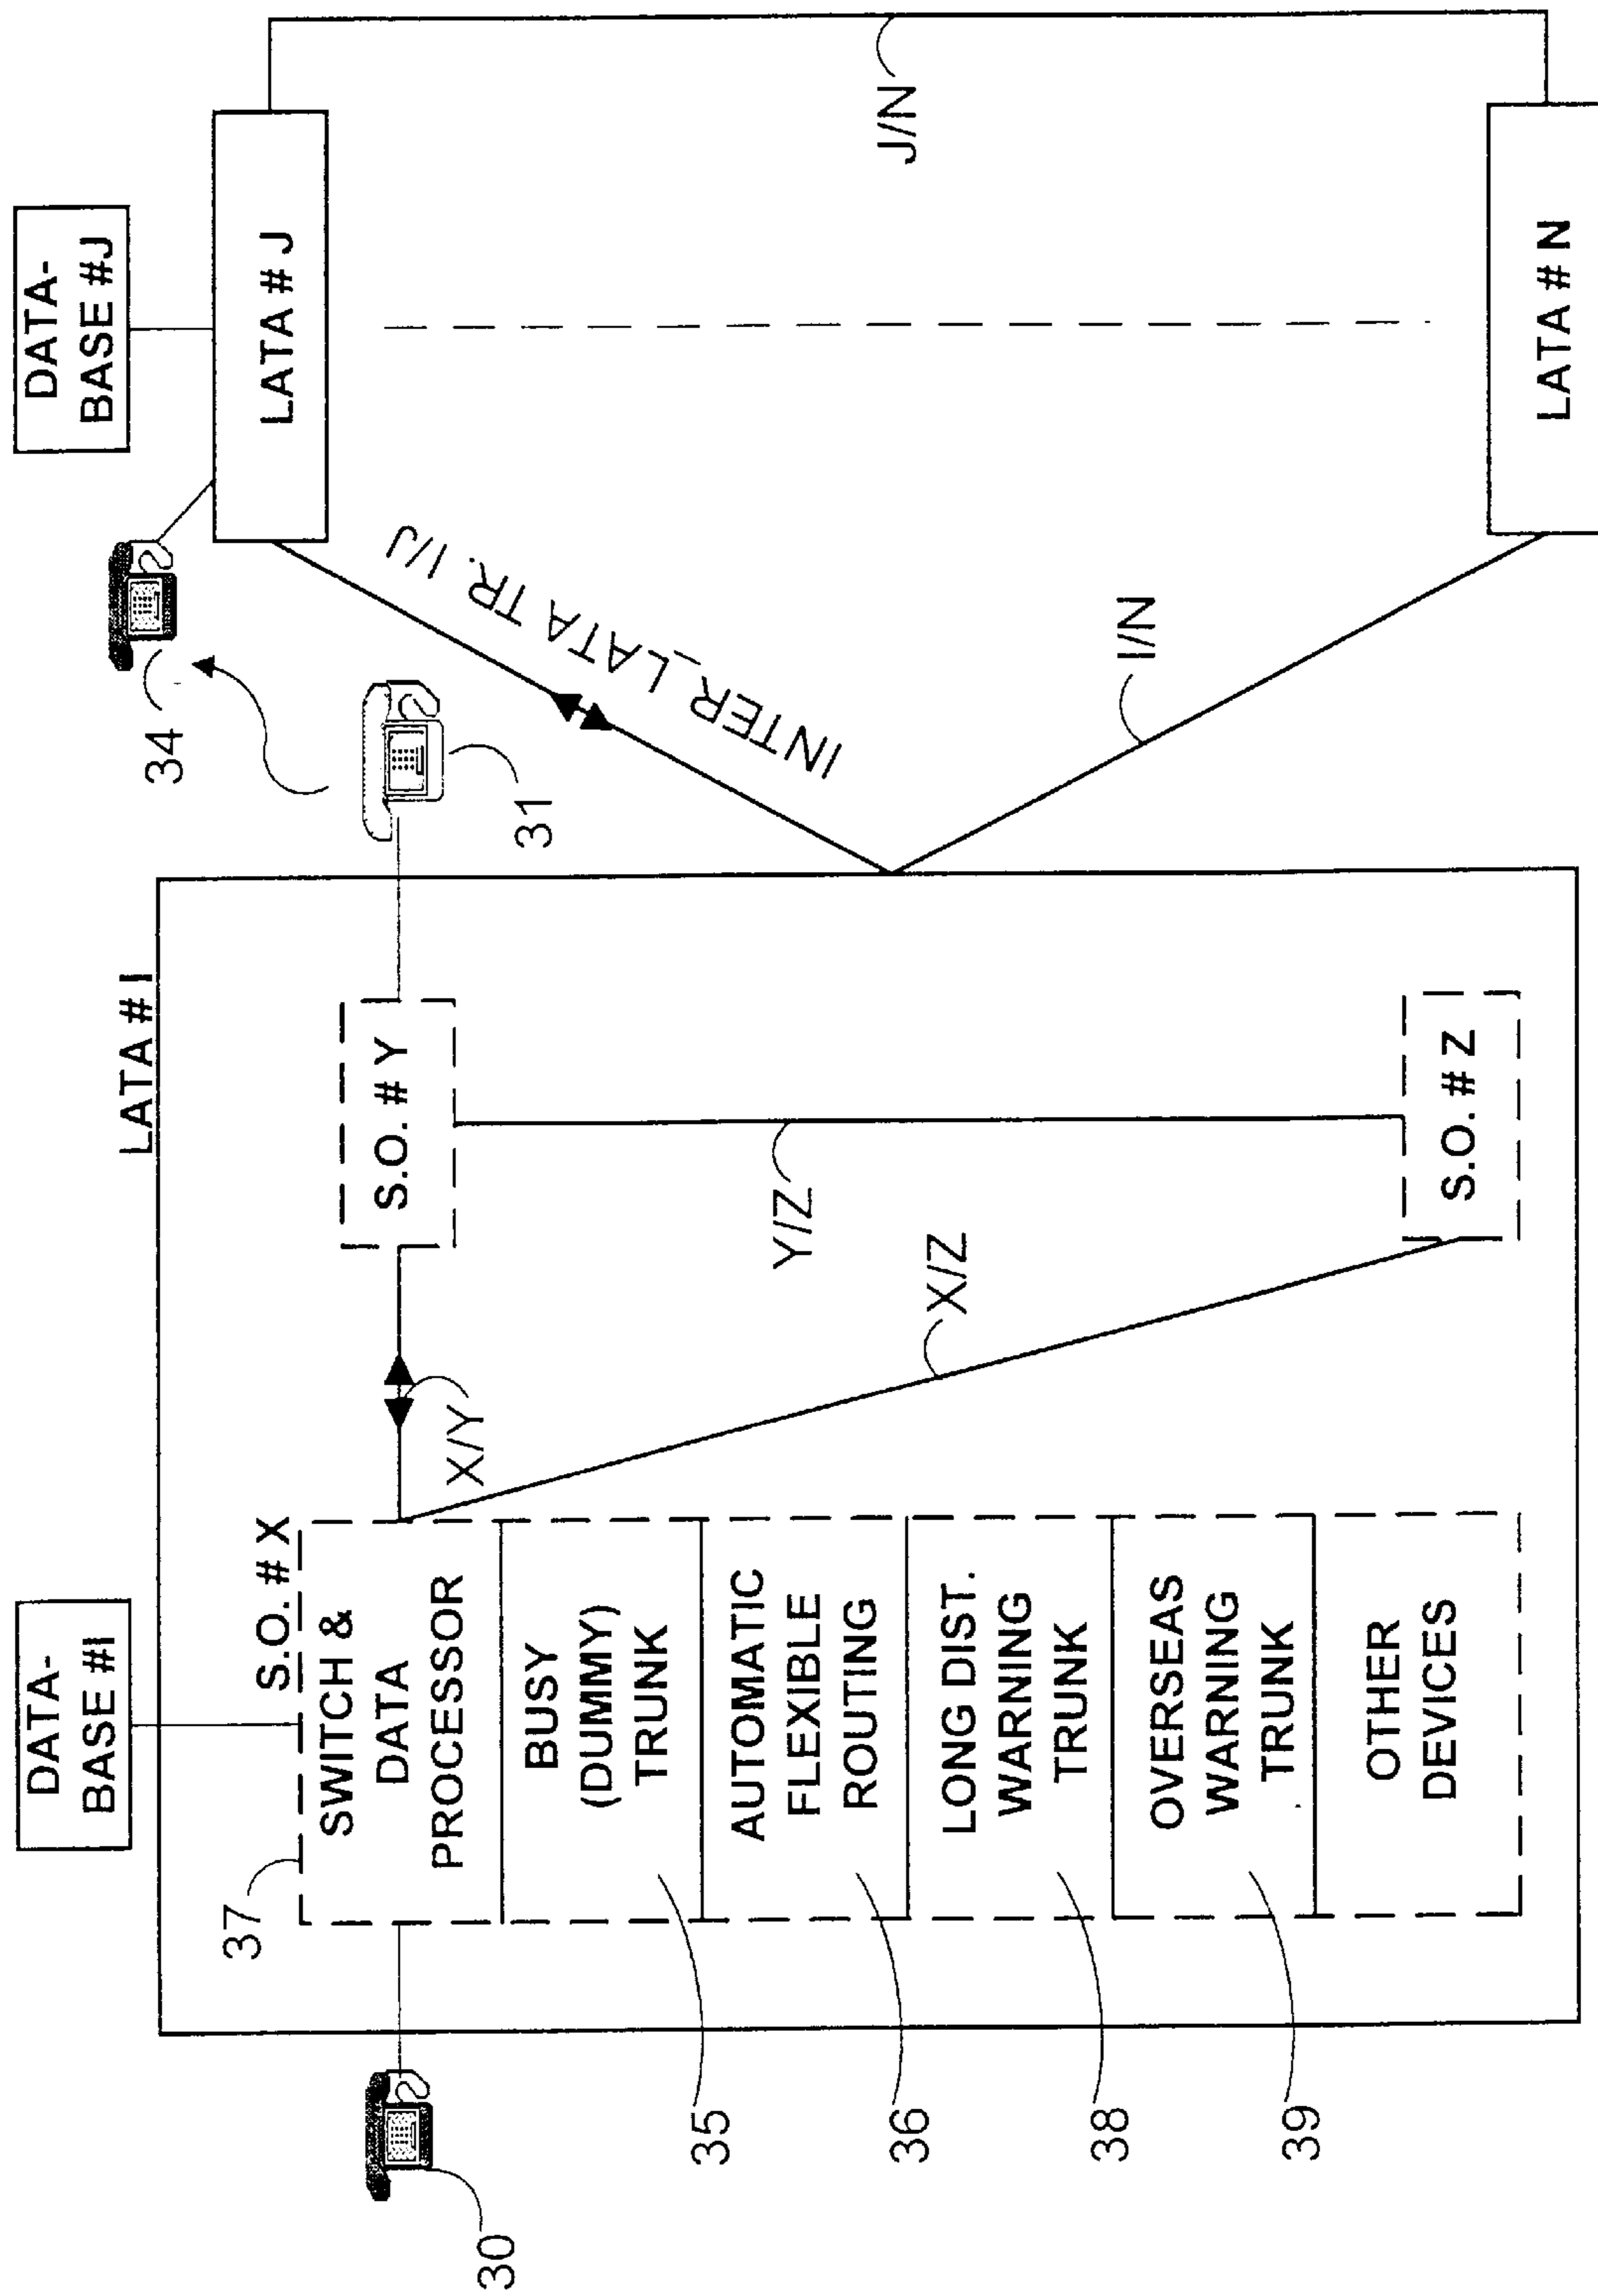 DATA-
BASE #I
DATA-
BASE #J
37
S.O. # X
LATA # I
34
LATA # J
30
SWITCH &
DATA
PROCESSOR
X/Y
S.O. # Y
31
INTER_LATA TR. I/J
35
BUSY
(DUMMY)
TRUNK
36
AUTOMATIC
FLEXIBLE
ROUTING
Y/Z
X/Z
J/N
I/N
38
LONG DIST.
WARNING
TRUNK
39
OVERSEAS
WARNING
TRUNK
OTHER
DEVICES
S.O. # Z
LATA # N